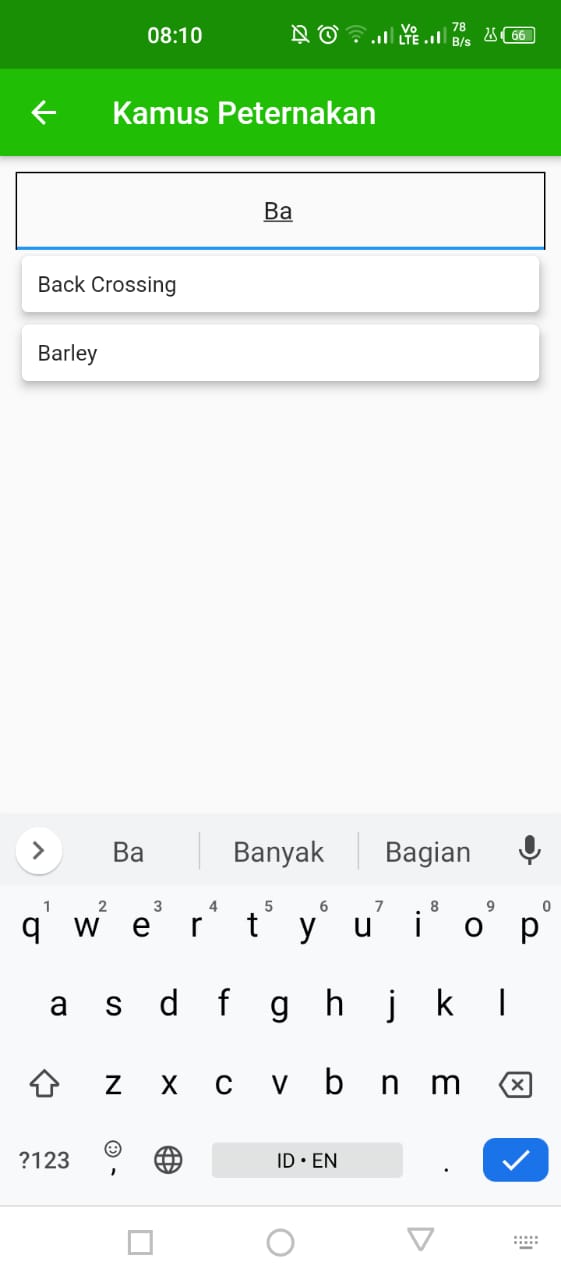 08:10 Vo LTE 78 B/s 66
Kamus Peternakan
Ba
Back Crossing
Barley
Ba Banyak Bagian
1 2 3 4 5 6 7 8 9 0
q w e r t y u i o p
a s d f g h j k l
z x c v b n m
?123 , ID • EN .